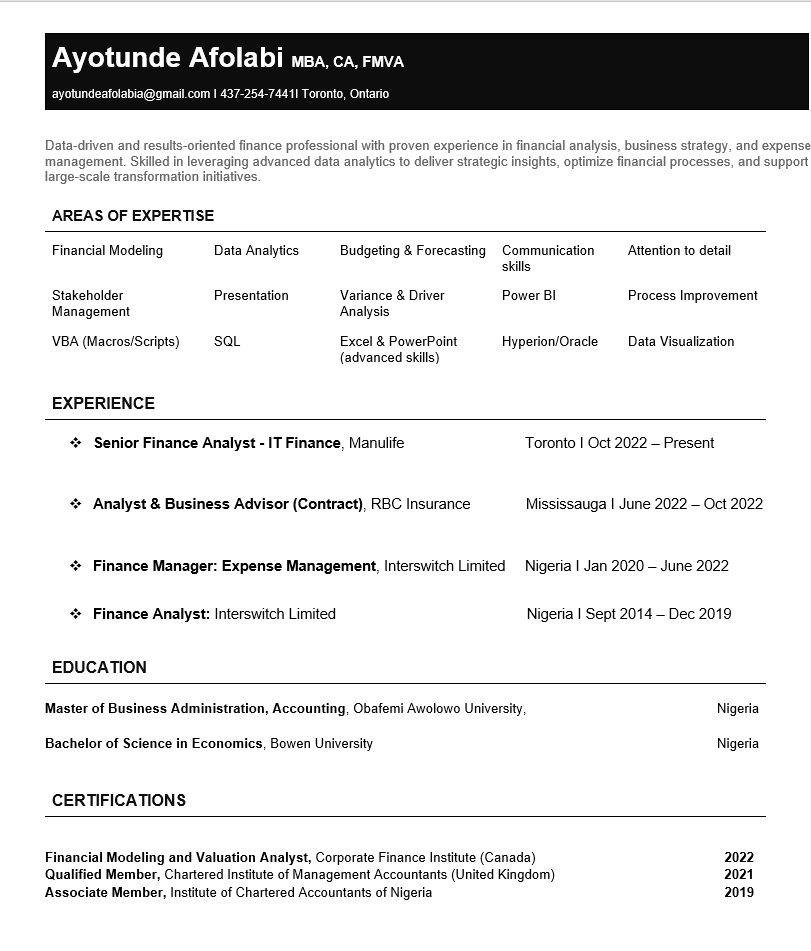 Ayotunde Afolabi MBA, CA, FMVA
ayotundeafolabia@gmail.com I 437-254-7441I Toronto, Ontario
Data-driven and results-oriented finance professional with proven experience in financial analysis, business strategy, and expense
management. Skilled in leveraging advanced data analytics to deliver strategic insights, optimize financial processes, and support
large-scale transformation initiatives.
AREAS OF EXPERTISE
Financial Modeling Data Analytics Budgeting & Forecasting Communication Attention to detail
skills
Stakeholder Presentation Variance & Driver Power BI Process Improvement
Management Analysis
VBA (Macros/Scripts) SQL Excel & PowerPoint Hyperion/Oracle Data Visualization
(advanced skills)
EXPERIENCE
❖ Senior Finance Analyst - IT Finance, Manulife Toronto I Oct 2022 – Present
❖ Analyst & Business Advisor (Contract), RBC Insurance Mississauga I June 2022 – Oct 2022
❖ Finance Manager: Expense Management, Interswitch Limited Nigeria I Jan 2020 – June 2022
❖ Finance Analyst: Interswitch Limited Nigeria I Sept 2014 – Dec 2019
EDUCATION
Master of Business Administration, Accounting, Obafemi Awolowo University, Nigeria
Bachelor of Science in Economics, Bowen University Nigeria
CERTIFICATIONS
Financial Modeling and Valuation Analyst, Corporate Finance Institute (Canada) 2022
Qualified Member, Chartered Institute of Management Accountants (United Kingdom) 2021
Associate Member, Institute of Chartered Accountants of Nigeria 2019